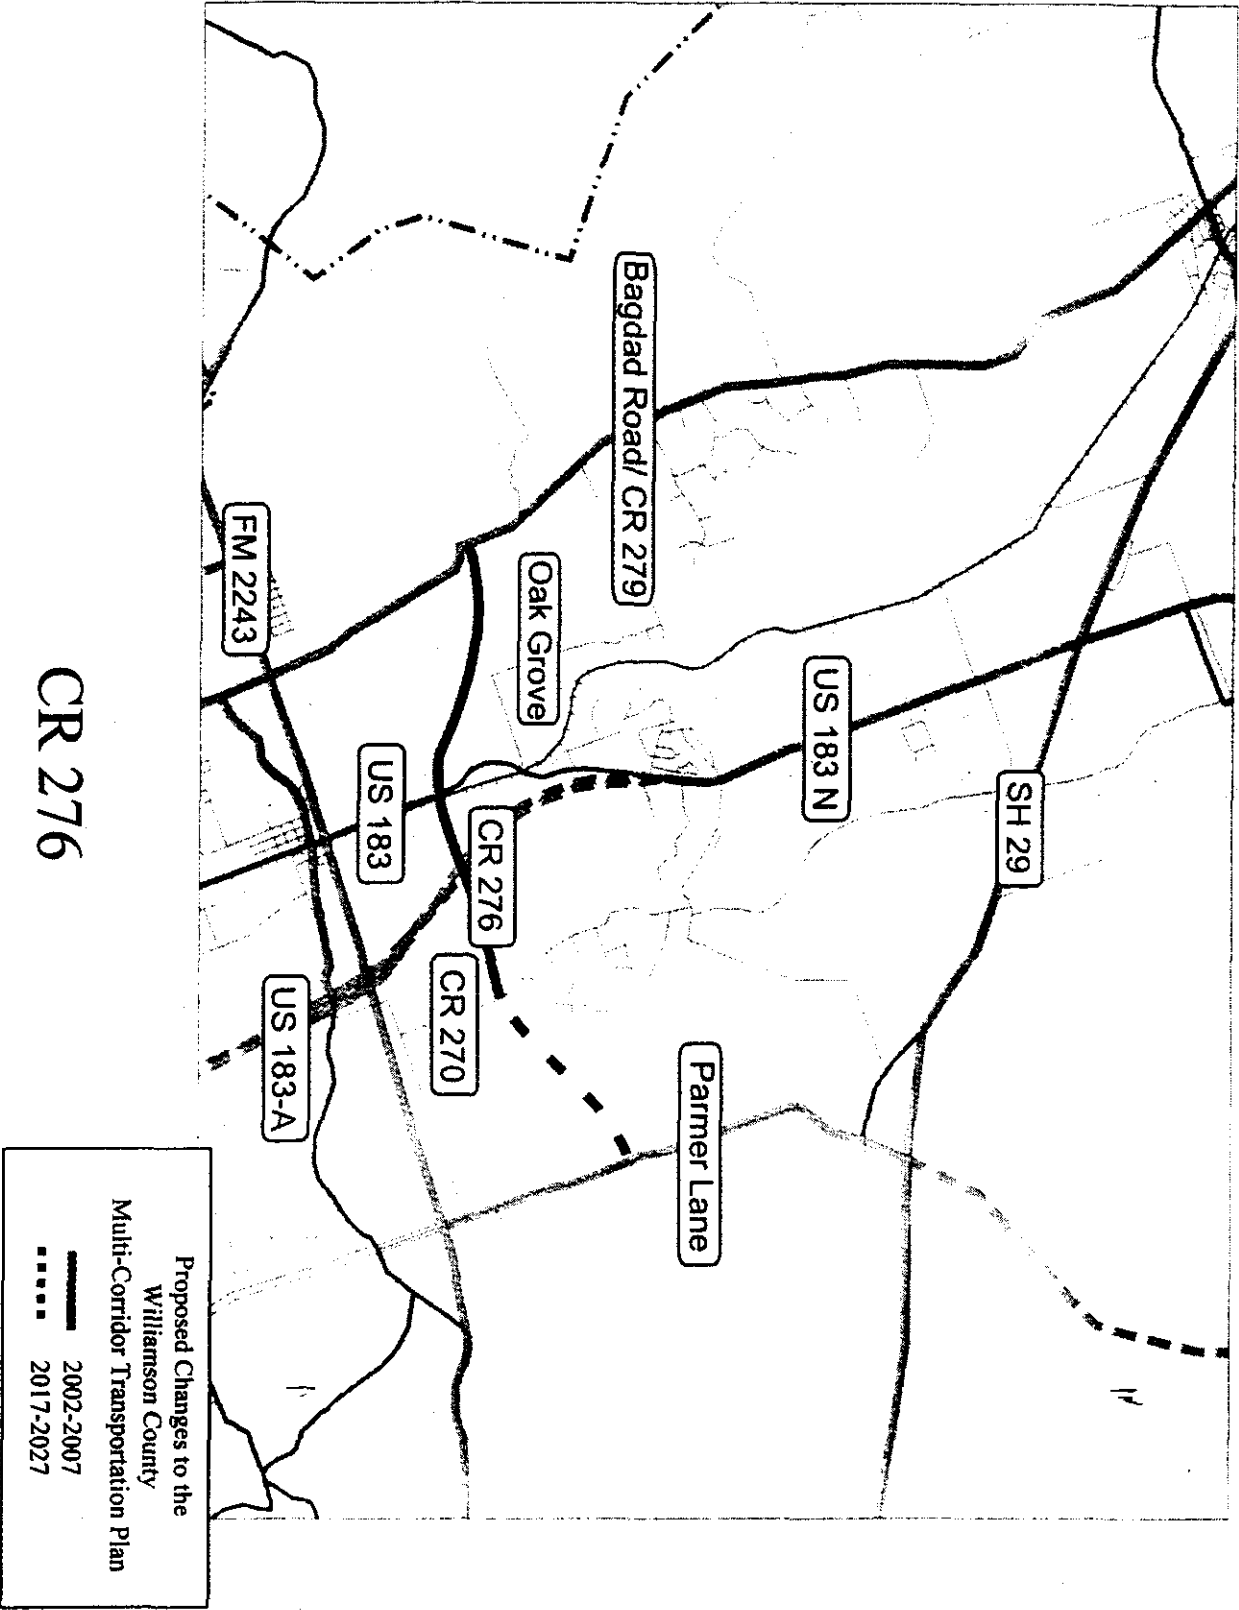 Bagdad Road/ CR 279
US 183 N
SH 29
Oak Grove
FM 2243
US 183
CR 276
CR 270
Parmer Lane
US 183-A
CR 276
Proposed Changes to the
Williamson County
Multi-Corridor Transportation Plan
2002-2007
2017-2027